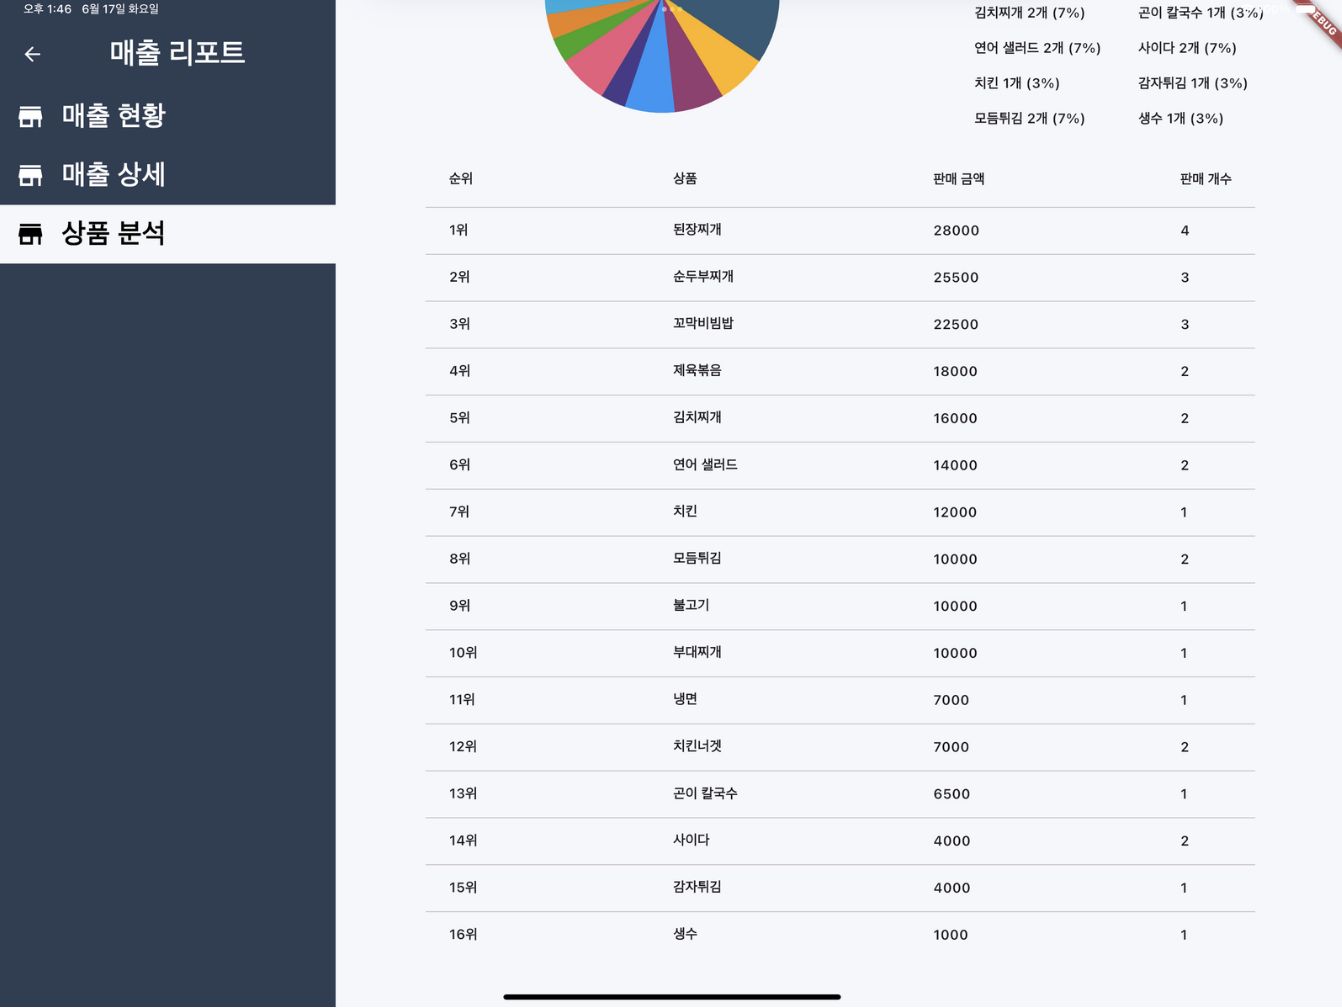 오후 1:46 6월 17일 화요일
매출 리포트
매출 현황
매출 상세
상품 분석
김치찌개 2개 (7%) 곤이 칼국수 1개 (3%)
연어 샐러드 2개 (7%) 사이다 2개 (7%)
치킨 1개 (3%) 감자튀김 1개 (3%)
모듬튀김 2개 (7%) 생수 1개 (3%)
순위 상품 판매 금액 판매 개수
1위 된장찌개 28000 4
2위 순두부찌개 25500 3
3위 꼬막비빔밥 22500 3
4위 제육볶음 18000 2
5위 김치찌개 16000 2
6위 연어 샐러드 14000 2
7위 치킨 12000 1
8위 모듬튀김 10000 2
9위 불고기 10000 1
10위 부대찌개 10000 1
11위 냉면 7000 1
12위 치킨너겟 7000 2
13위 곤이 칼국수 6500 1
14위 사이다 4000 2
15위 감자튀김 4000 1
16위 생수 1000 1